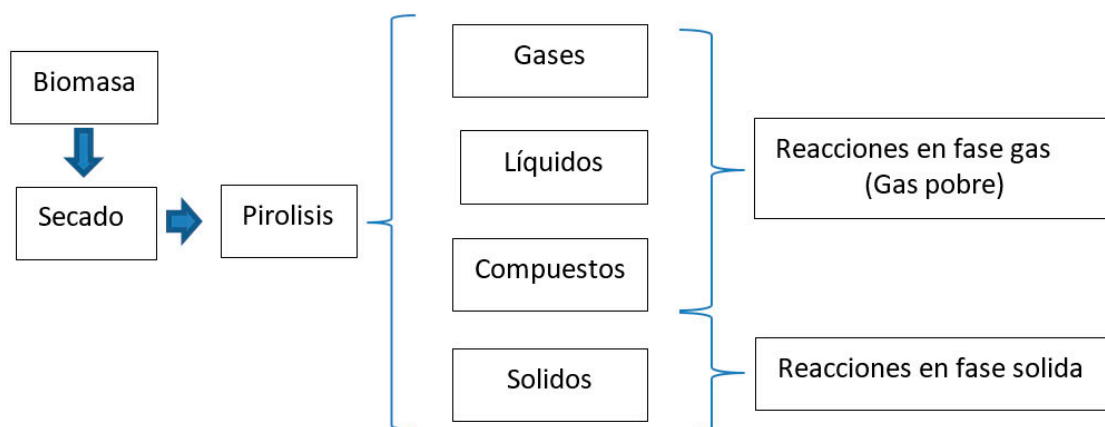 Biomasa
Secado
Pirolisis
Gases
Líquidos
Compuestos
Solidos
Reacciones en fase gas
(Gas pobre)
Reacciones en fase solida